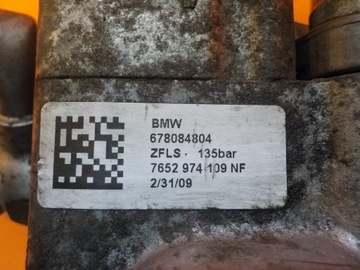 BMW
678084804
ZFLS · 135bar
7652 974 109 NF
2/31/09